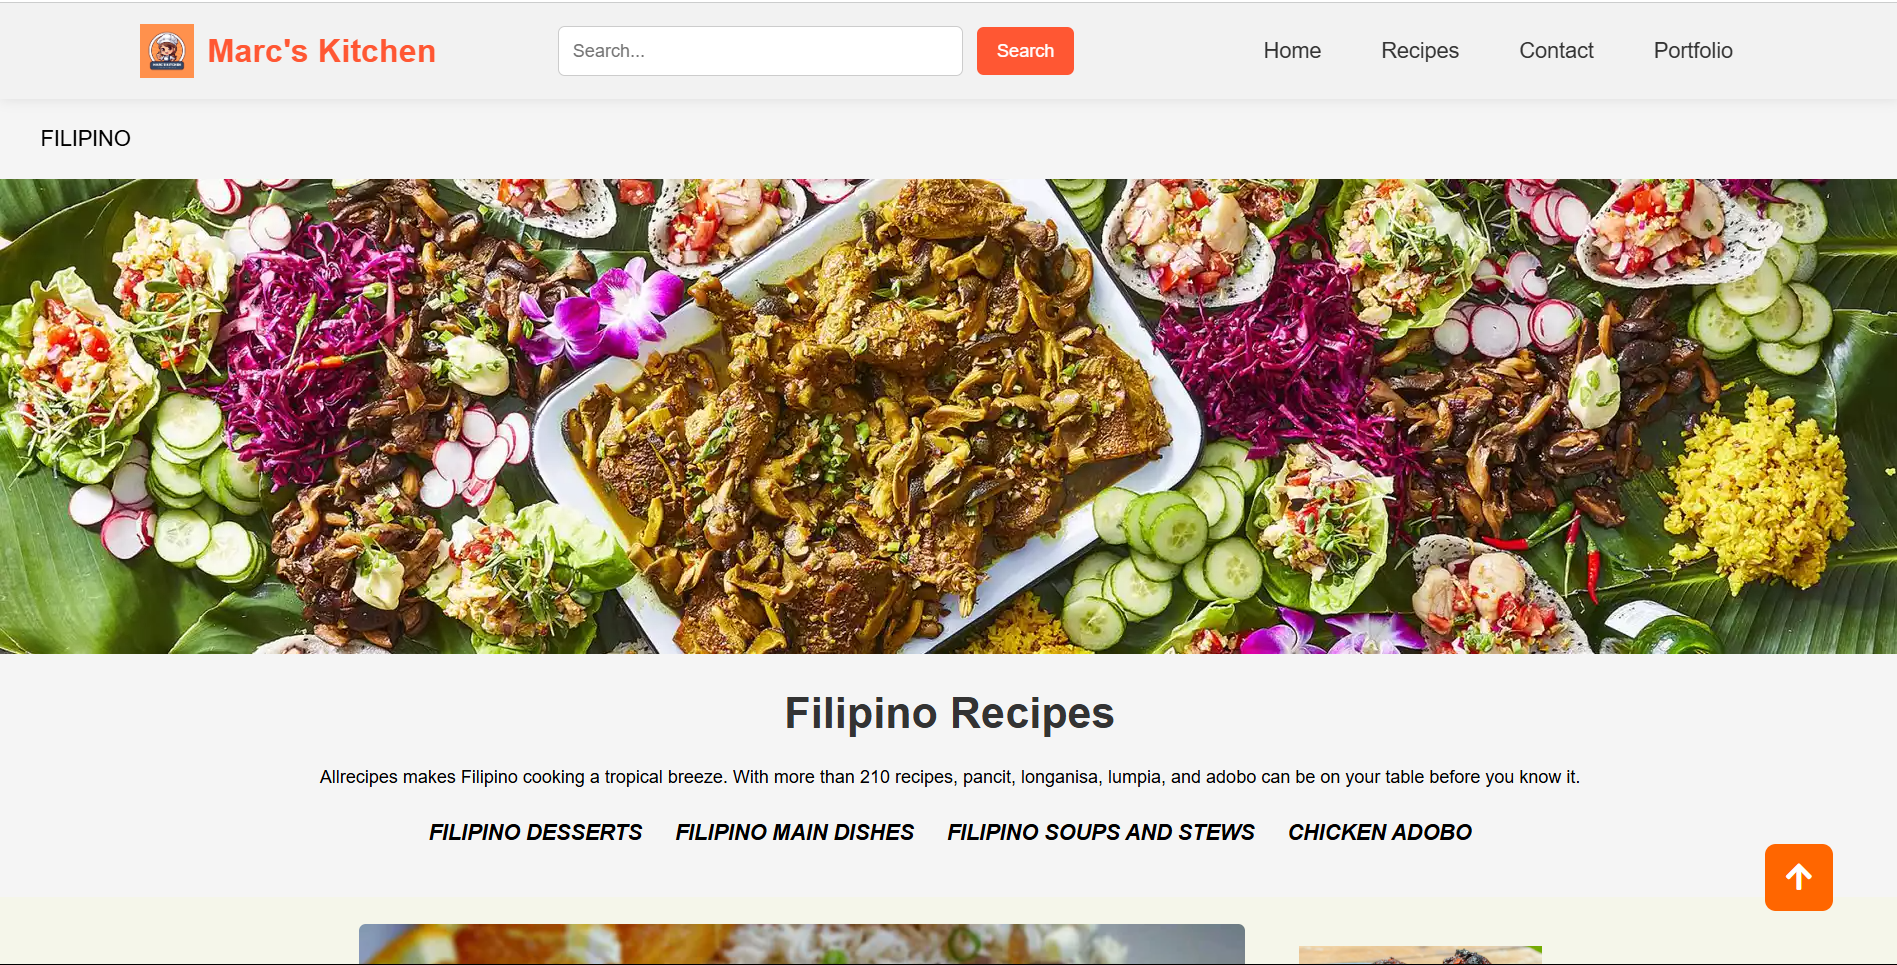 Marc's Kitchen
Search...
Search
Home
Recipes
Contact
Portfolio
FILIPINO
Filipino Recipes
Allrecipes makes Filipino cooking a tropical breeze. With more than 210 recipes, pancit, longanisa, lumpia, and adobo can be on your table before you know it.
FILIPINO DESSERTS
FILIPINO MAIN DISHES
FILIPINO SOUPS AND STEWS
CHICKEN ADOBO